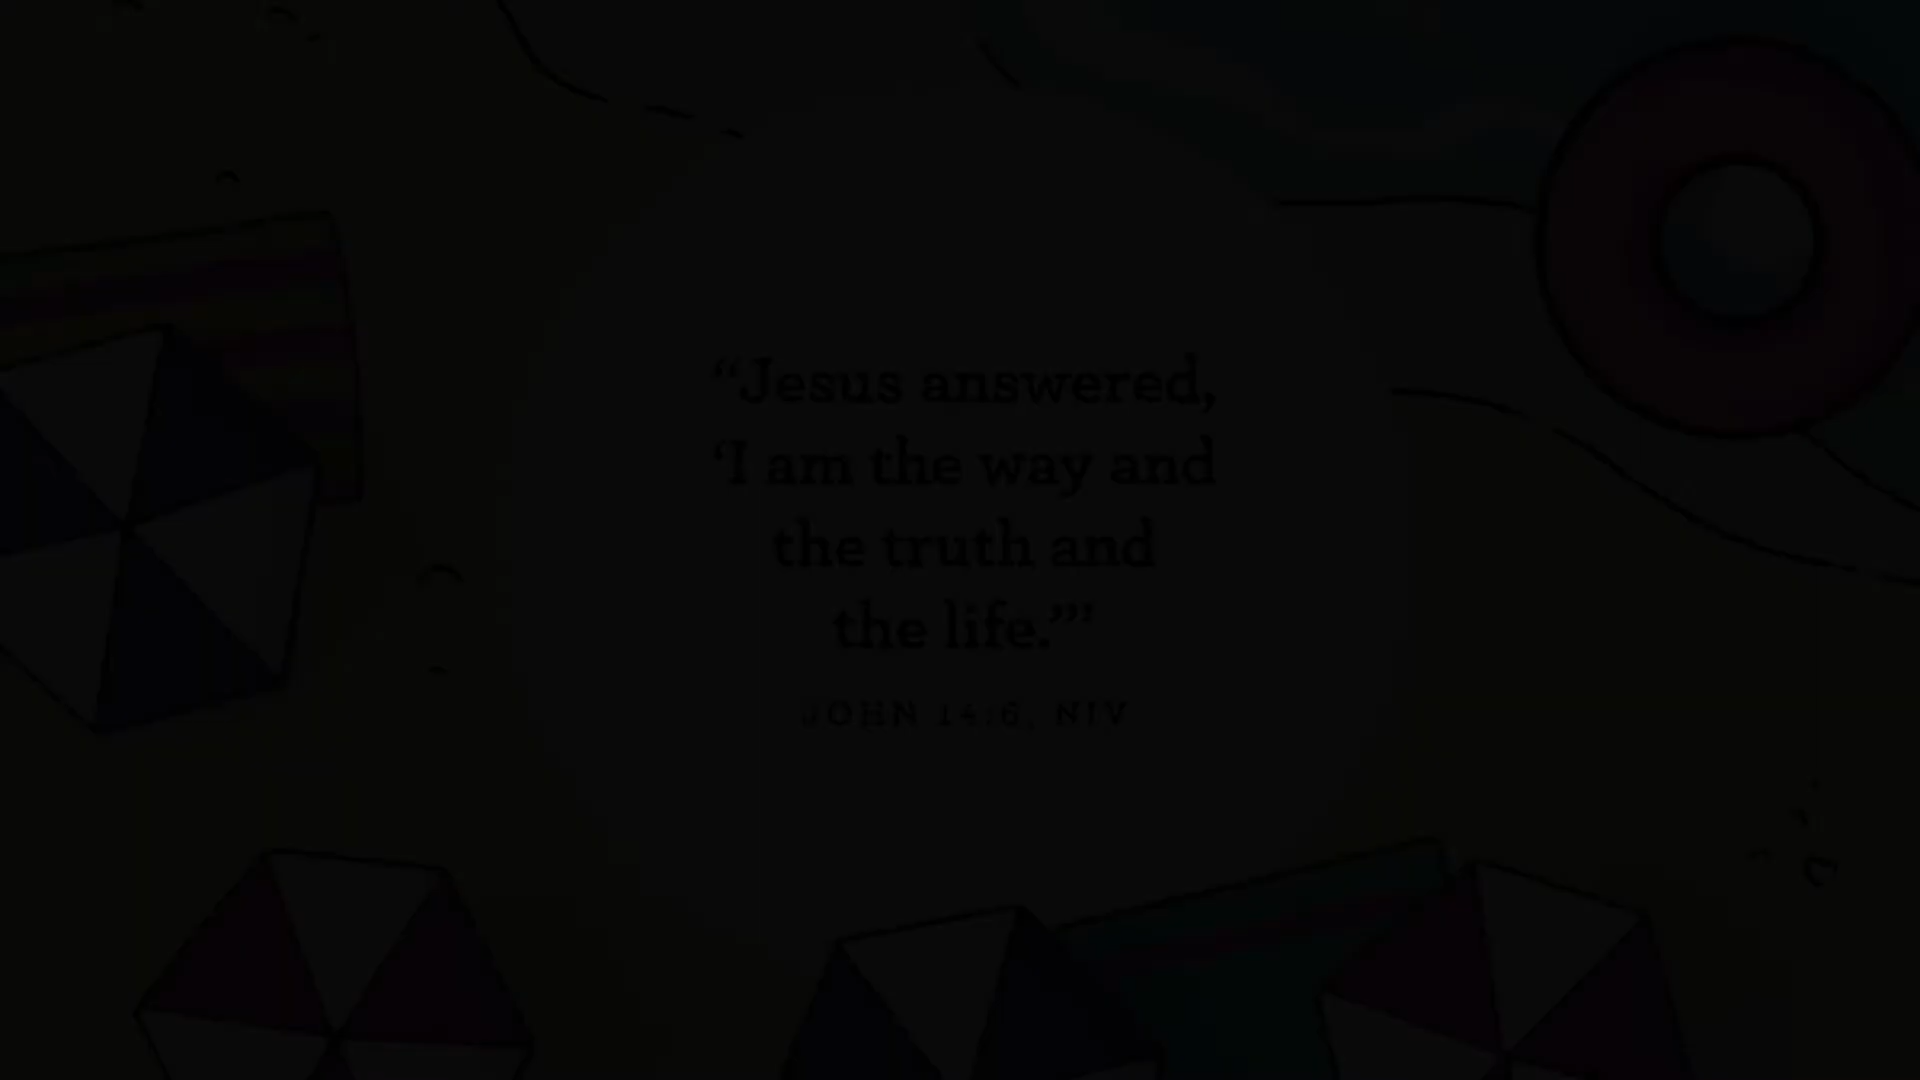 “Jesus answered,
‘I am the way and
the truth and
the life.’”
JOHN 14:6, NIV